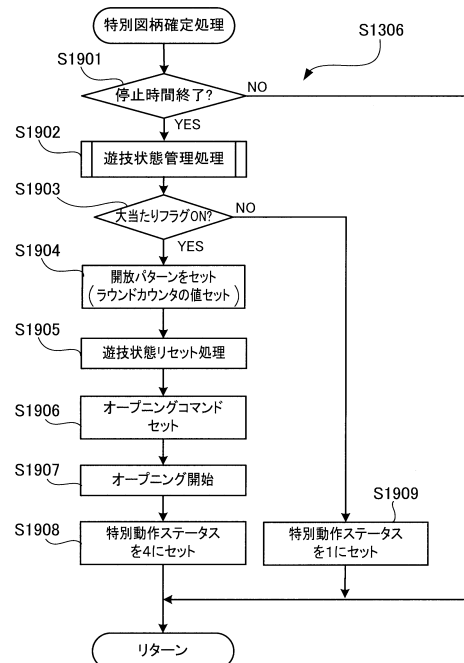 特別図柄確定処理
S1306
S1901
停止時間終了?
NO
YES
S1902
遊技状態管理処理
S1903
大当たりフラグON?
NO
YES
S1904
開放パターンをセット
(ラウンドカウンタの値セット)
S1905
遊技状態リセット処理
S1906
オープニングコマンド
セット
S1907
オープニング開始
S1908
特別動作ステータス
を4にセット
S1909
特別動作ステータス
を1にセット
リターン